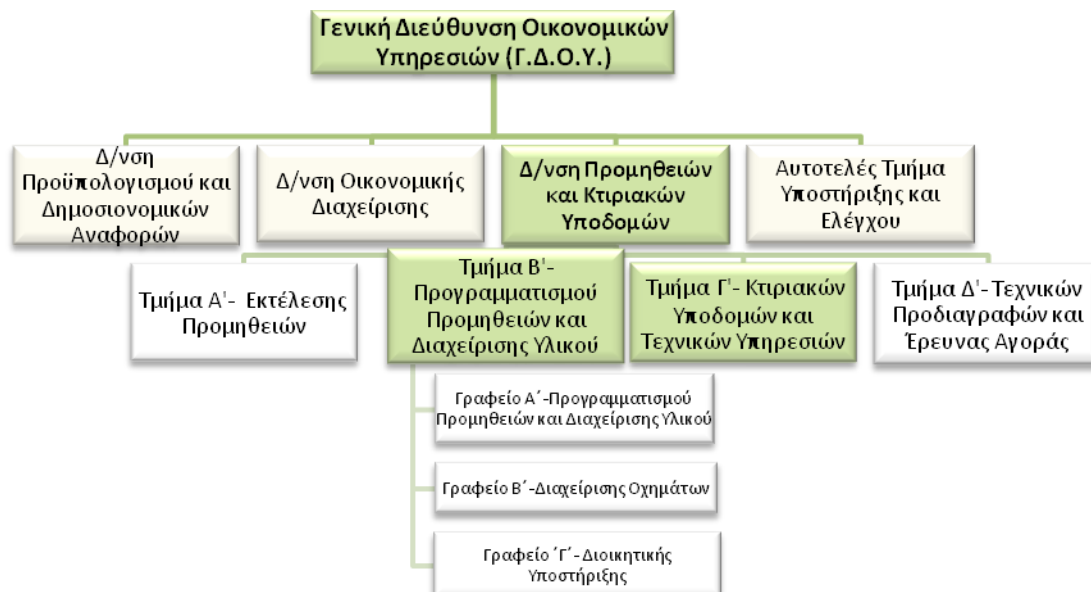 Γενική Διεύθυνση Οικονομικών
Υπηρεσιών (Γ.Δ.Ο.Υ.)
Δ/νση
Προϋπολογισμού και
Δημοσιονομικών
Αναφορών
Δ/νση Οικονομικής
Διαχείρισης
Δ/νση Προμηθειών
και Κτιριακών
Υποδομών
Αυτοτελές Τμήμα
Υποστήριξης και
Ελέγχου
Τμήμα Α'- Εκτέλεσης
Προμηθειών
Τμήμα Β'-
Προγραμματισμού
Προμηθειών και
Διαχείρισης Υλικού
Τμήμα Γ'- Κτιριακών
Υποδομών και
Τεχνικών Υπηρεσιών
Τμήμα Δ'- Τεχνικών
Προδιαγραφών και
Έρευνας Αγοράς
Γραφείο Α΄-Προγραμματισμού
Προμηθειών και Διαχείρισης Υλικού
Γραφείο Β΄-Διαχείρισης Οχημάτων
Γραφείο ΄Γ΄- Διοικητικής
Υποστήριξης